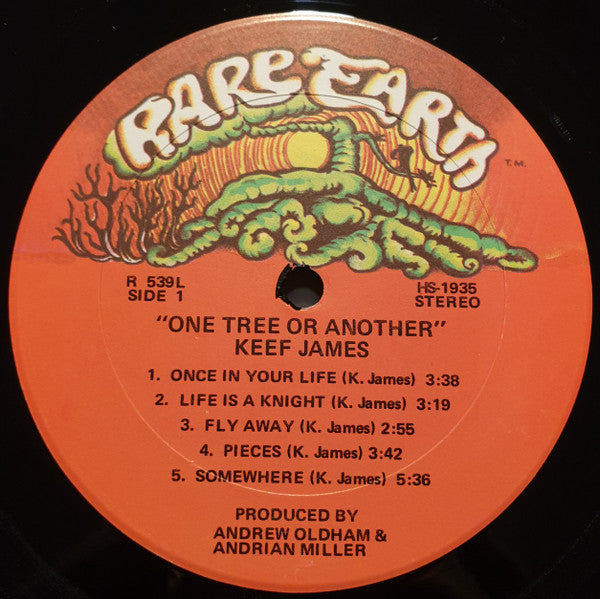 RARE EARTH
T.M.
R 539L
SIDE 1
HS-1935
STEREO
"ONE TREE OR ANOTHER"
KEEF JAMES
1. ONCE IN YOUR LIFE (K. James) 3:38
2. LIFE IS A KNIGHT (K. James) 3:19
3. FLY AWAY (K. James) 2:55
4. PIECES (K. James) 3:42
5. SOMEWHERE (K. James) 5:36
PRODUCED BY
ANDREW OLDHAM &
ANDRIAN MILLER